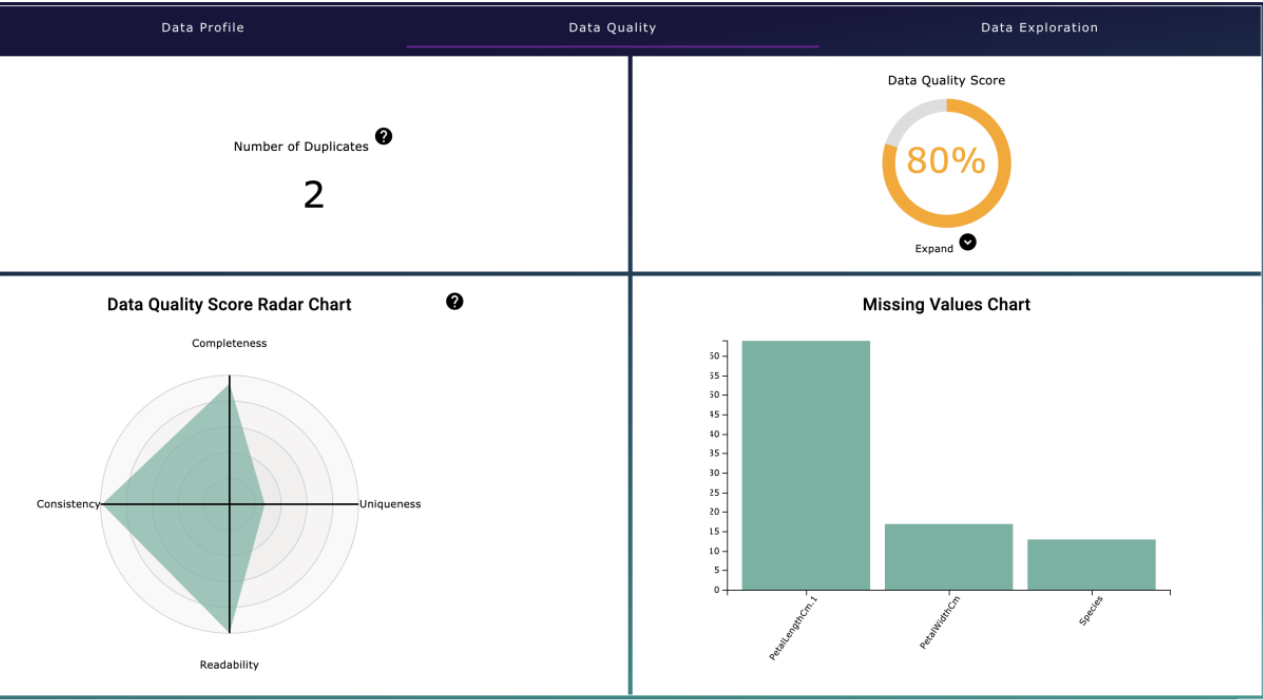 Data Profile
Data Quality
Data Exploration
Number of Duplicates
?
2
Data Quality Score
80%
Expand
Data Quality Score Radar Chart
?
Completeness
Consistency
Uniqueness
Readability
Missing Values Chart
60
55
50
45
40
35
30
25
20
15
10
5
0
PetalLengthCm.1
PetalWidthCm
Species